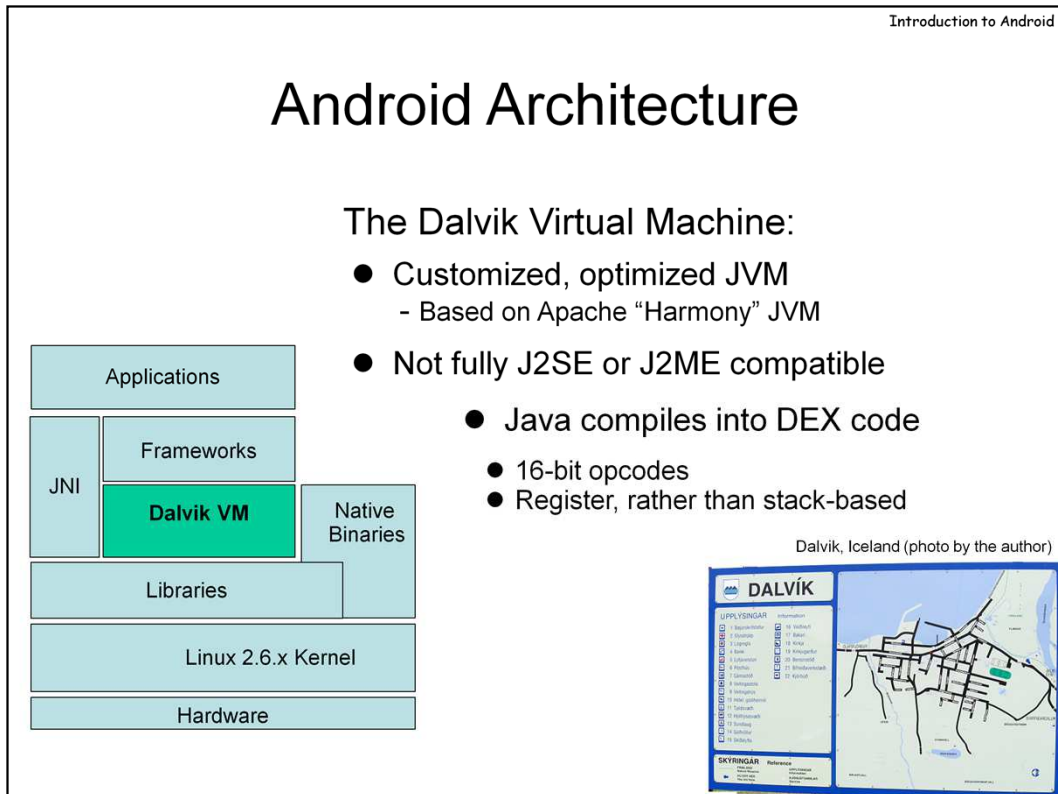 Introduction to Android
Android Architecture
The Dalvik Virtual Machine:
● Customized, optimized JVM
- Based on Apache “Harmony” JVM
● Not fully J2SE or J2ME compatible
● Java compiles into DEX code
● 16-bit opcodes
● Register, rather than stack-based
Applications
Frameworks
JNI
Dalvik VM
Native
Binaries
Libraries
Linux 2.6.x Kernel
Hardware
Dalvik, Iceland (photo by the author)
DALVÍK
UPPLÝSINGAR Information
SKÝRINGAR Reference